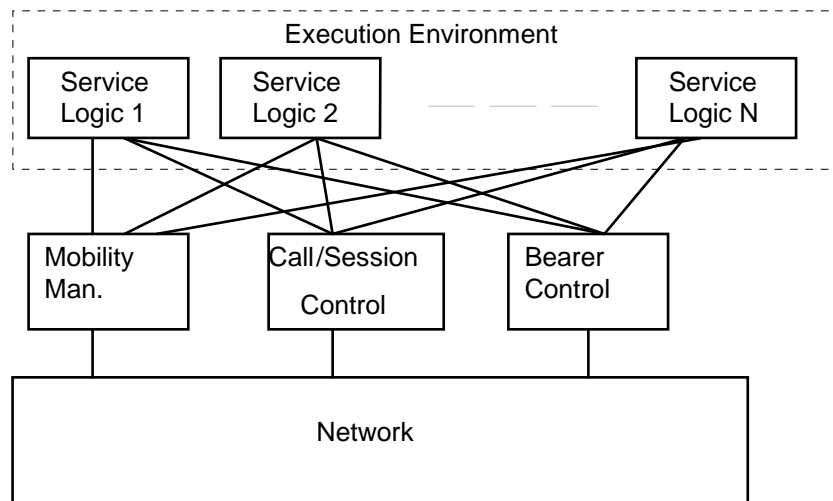 Execution Environment
Service
Logic 1
Service
Logic 2
Service
Logic N
Mobility
Man.
Call/Session
Control
Bearer
Control
Network